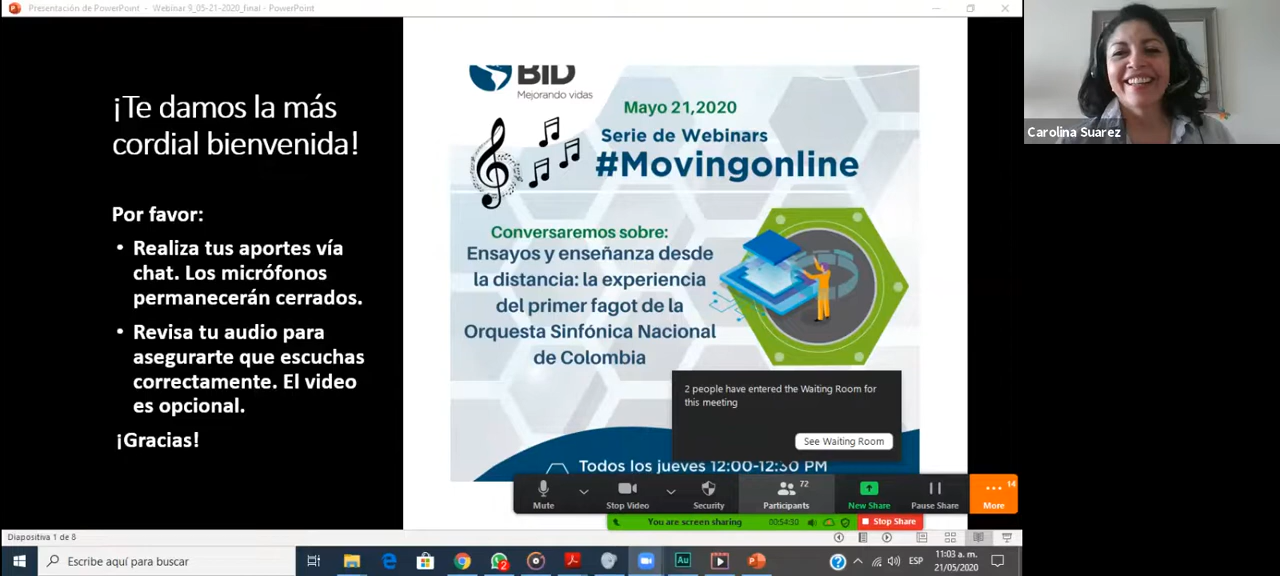 Presentación de PowerPoint - Webinar 9_05-21-2020_final - PowerPoint
¡Te damos la más
cordial bienvenida!
Por favor:
• Realiza tus aportes vía
chat. Los micrófonos
permanecerán cerrados.
• Revisa tu audio para
asegurarte que escuchas
correctamente. El video
es opcional.
¡Gracias!
BID
Mejorando vidas
Mayo 21,2020
Serie de Webinars
#Movingonline
Conversaremos sobre:
Ensayos y enseñanza desde
la distancia: la experiencia
del primer fagot de la
Orquesta Sinfónica Nacional
de Colombia
2 people have entered the Waiting Room for
this meeting
See Waiting Room
Todos los jueves 12:00-12:30 PM
Carolina Suarez
72
14
Mute
Stop Video
Security
Participants
New Share
Pause Share
More
You are screen sharing
00:54:30
Stop Share
Diapositiva 1 de 8
Escribe aquí para buscar
2
Au
ESP
11:03 a. m.
21/05/2020